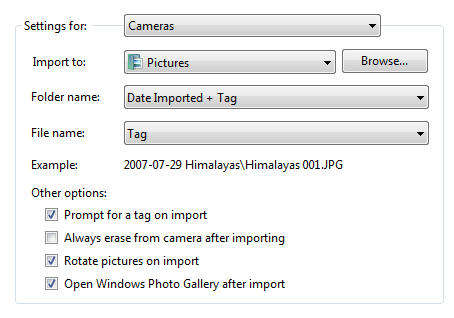 Settings for: Cameras
Import to: Pictures Browse...
Folder name: Date Imported + Tag
File name: Tag
Example: 2007-07-29 Himalayas\Himalayas 001.JPG
Other options:
Prompt for a tag on import
Always erase from camera after importing
Rotate pictures on import
Open Windows Photo Gallery after import